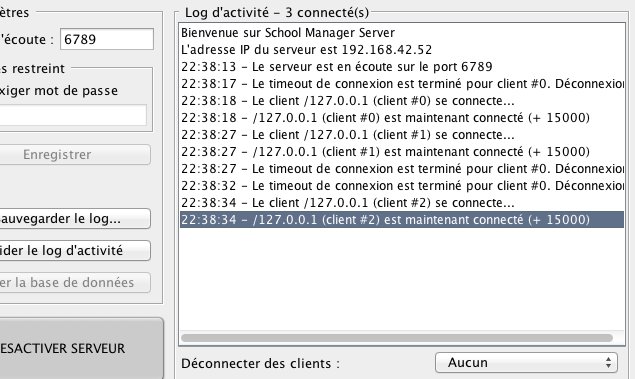 ètres
'écoute : 6789
s restreint
xiger mot de passe
Enregistrer
auvegarder le log...
ider le log d'activité
er la base de données
ESACTIVER SERVEUR
Log d'activité – 3 connecté(s)
Bienvenue sur School Manager Server
L'adresse IP du serveur est 192.168.42.52
22:38:13 – Le serveur est en écoute sur le port 6789
22:38:17 – Le timeout de connexion est terminé pour client #0. Déconnexion
22:38:18 – Le client /127.0.0.1 (client #0) se connecte...
22:38:18 – /127.0.0.1 (client #0) est maintenant connecté (+ 15000)
22:38:27 – Le client /127.0.0.1 (client #1) se connecte...
22:38:27 – /127.0.0.1 (client #1) est maintenant connecté (+ 15000)
22:38:27 – Le timeout de connexion est terminé pour client #0. Déconnexion
22:38:32 – Le timeout de connexion est terminé pour client #0. Déconnexion
22:38:34 – Le client /127.0.0.1 (client #2) se connecte...
22:38:34 – /127.0.0.1 (client #2) est maintenant connecté (+ 15000)
Déconnecter des clients : Aucun